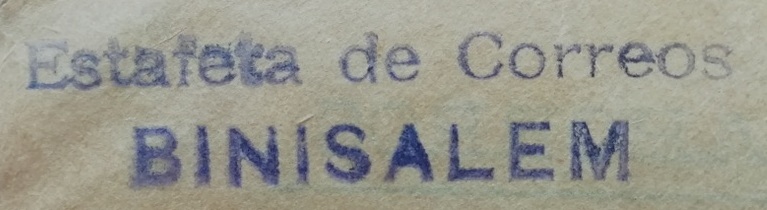 Estafeta de Correos
BINISALEM